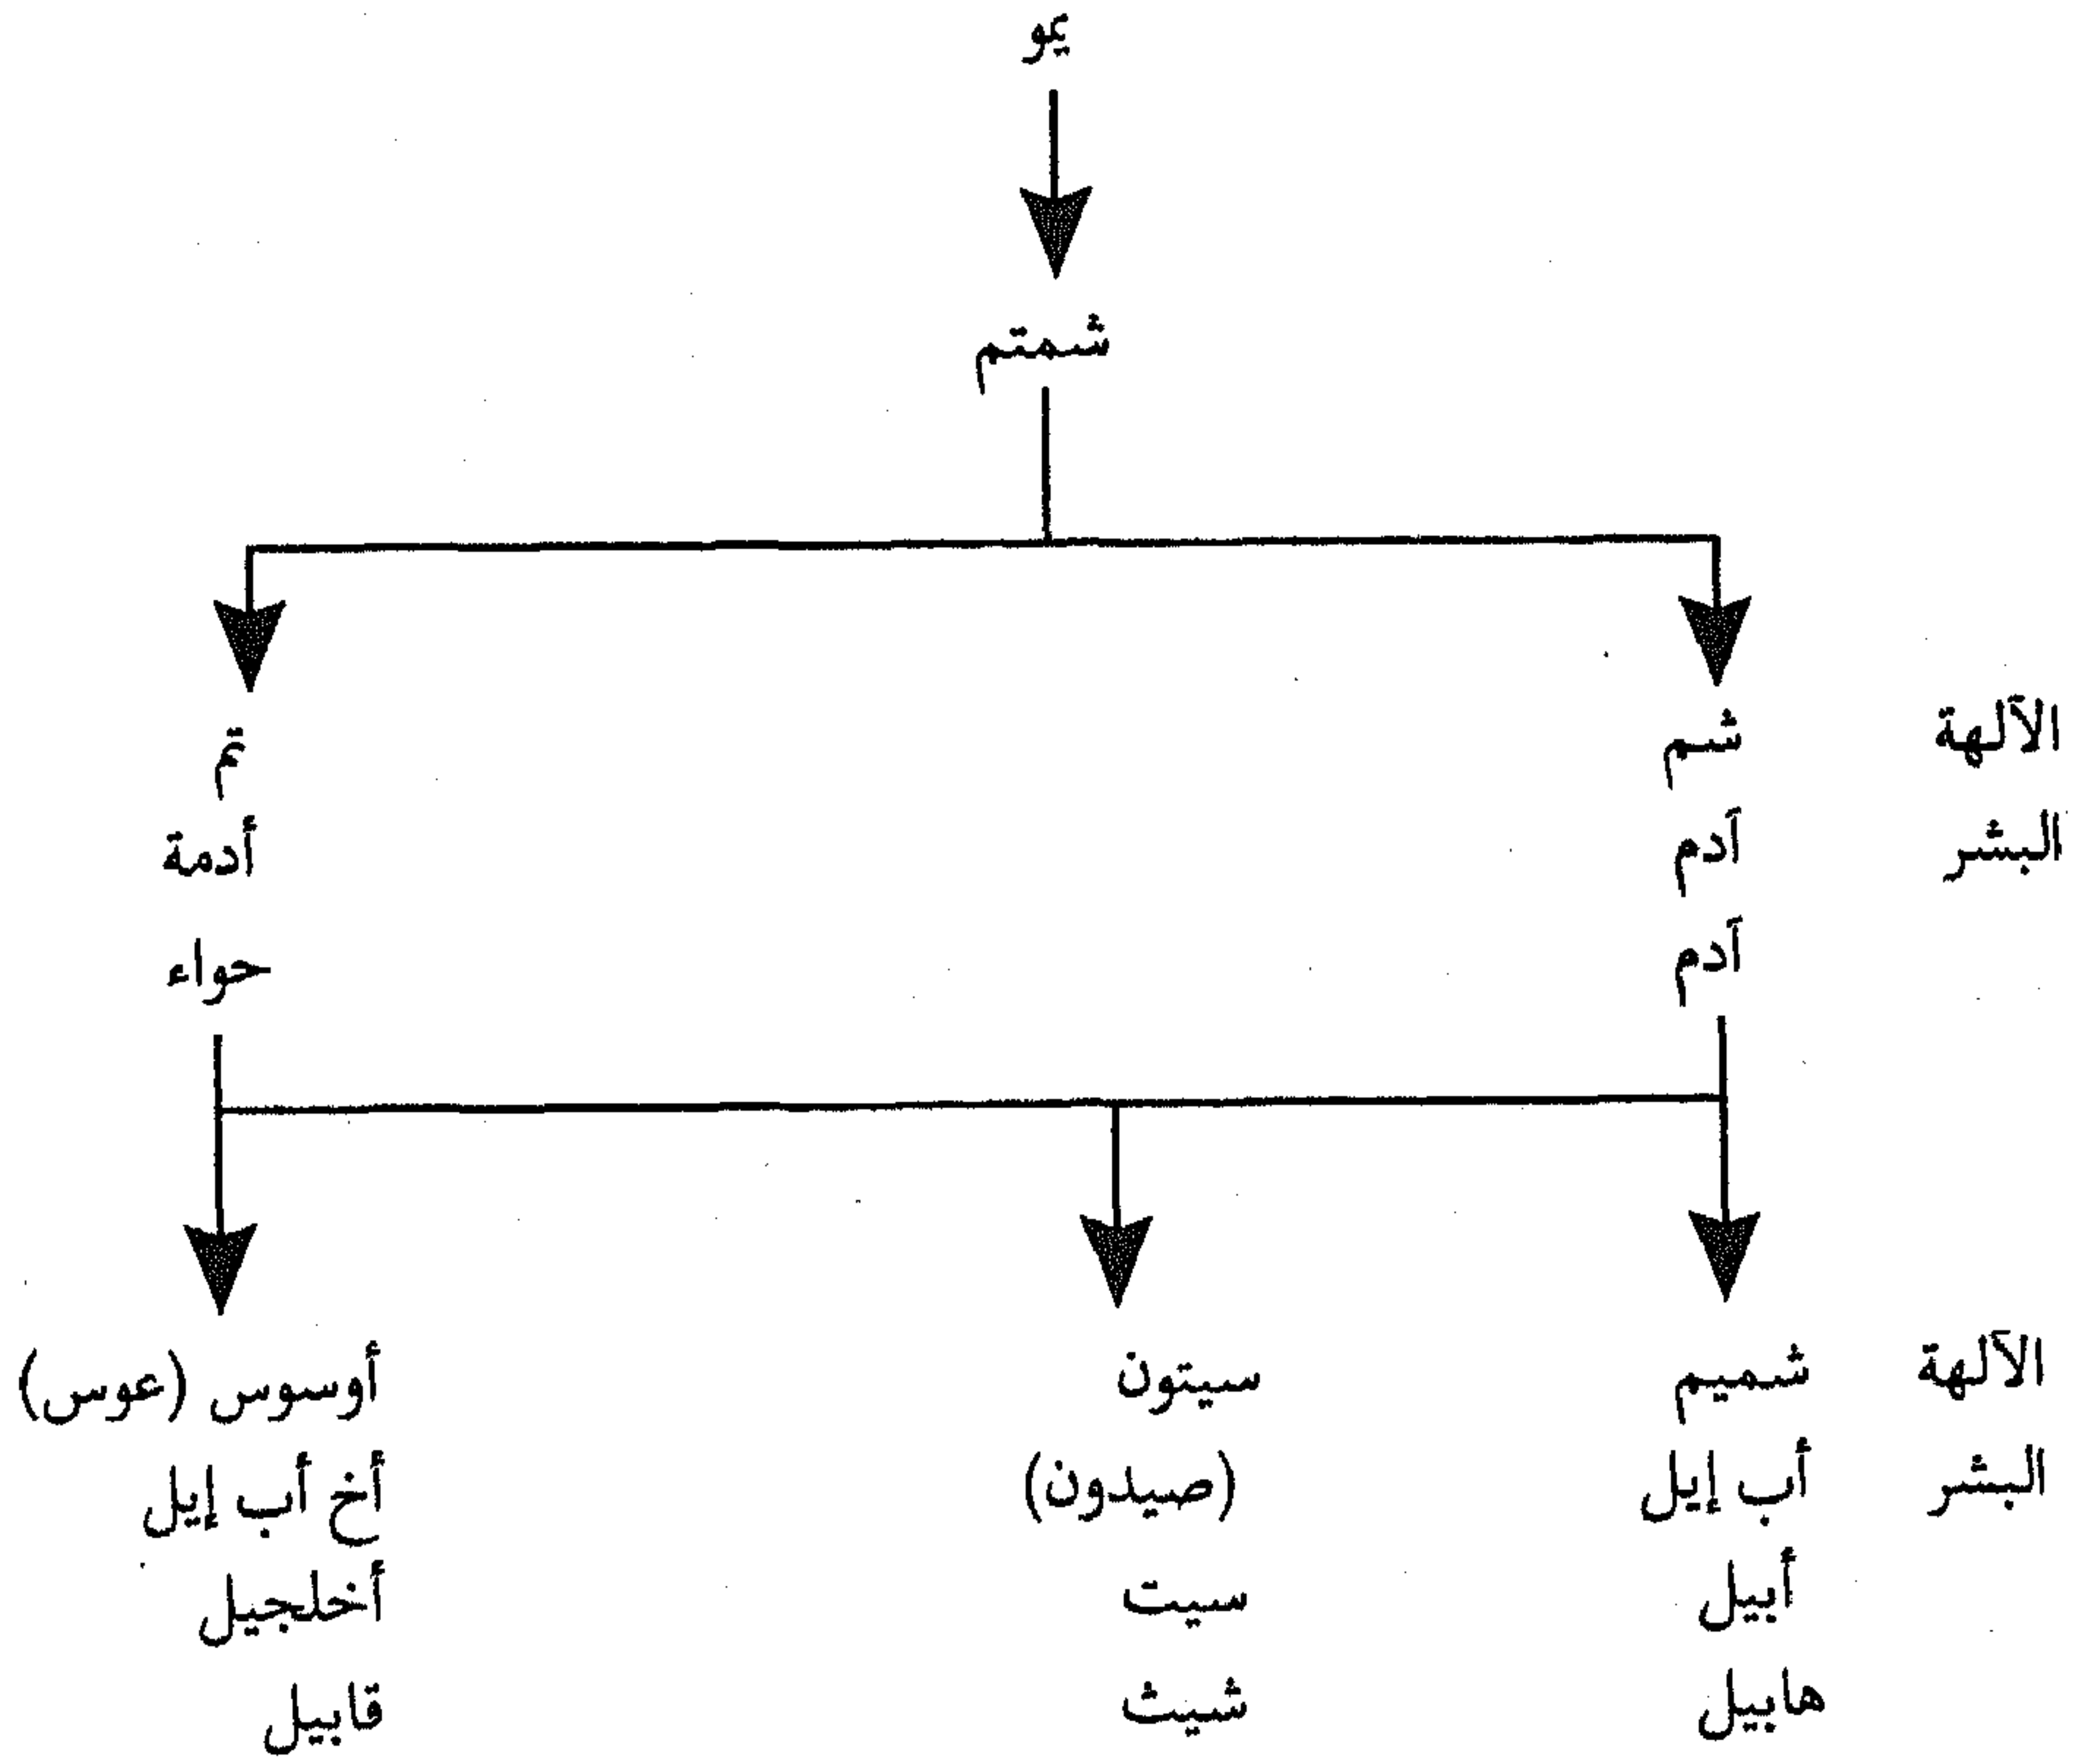 يو
شمتم
الآلهة شم تم
البشر آدم أدمة
آدم حواء
الآلهة شميم سيتون أوسوس (عوس)
البشر أب إيل (صيدون) أخ أب إيل
أبيل سيت أخلجيل
هابيل شيث قابيل